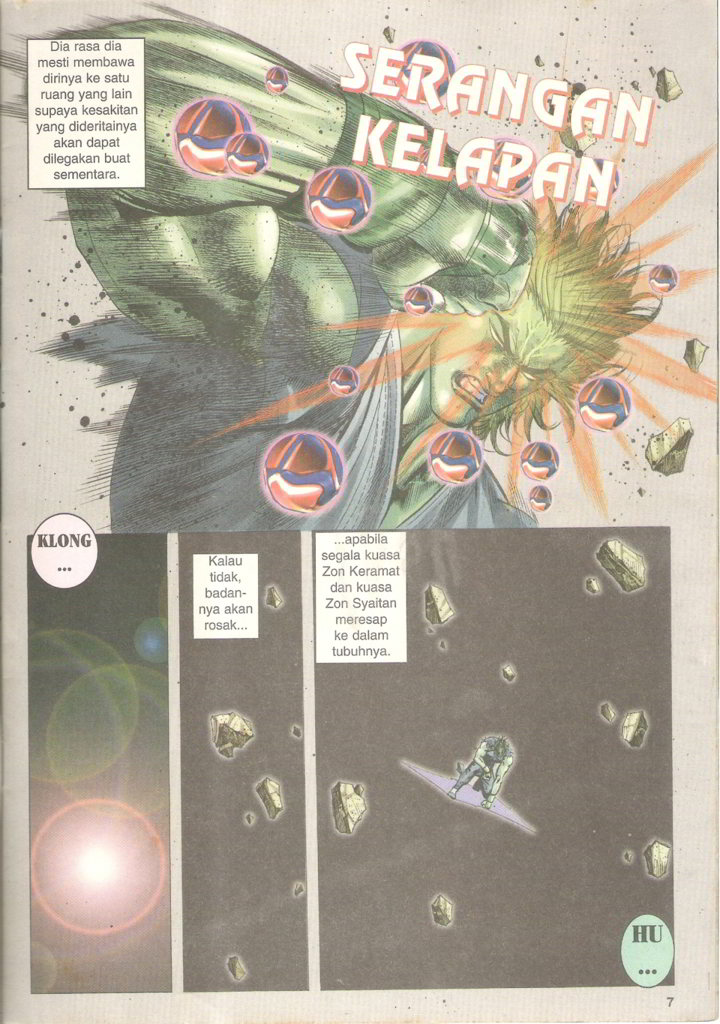 Dia rasa dia
mesti membawa
dirinya ke satu
ruang yang lain
supaya kesakitan
yang dideritainya
akan dapat
dilegakan buat
sementara.
SERANGAN
KELAPAN
KLONG
...
Kalau
tidak,
badan-
nya akan
rosak...
...apabila
segala kuasa
Zon Keramat
dan kuasa
Zon Syaitan
meresap
ke dalam
tubuhnya.
HU
...
7